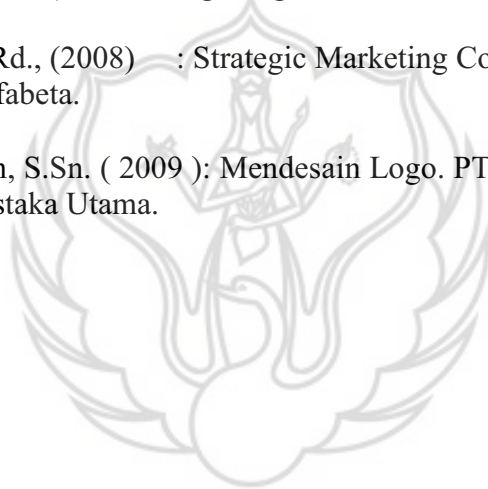 Rd., (2008) : Strategic Marketing Co
fabeta.
n, S.Sn. ( 2009 ): Mendesain Logo. PT
staka Utama.